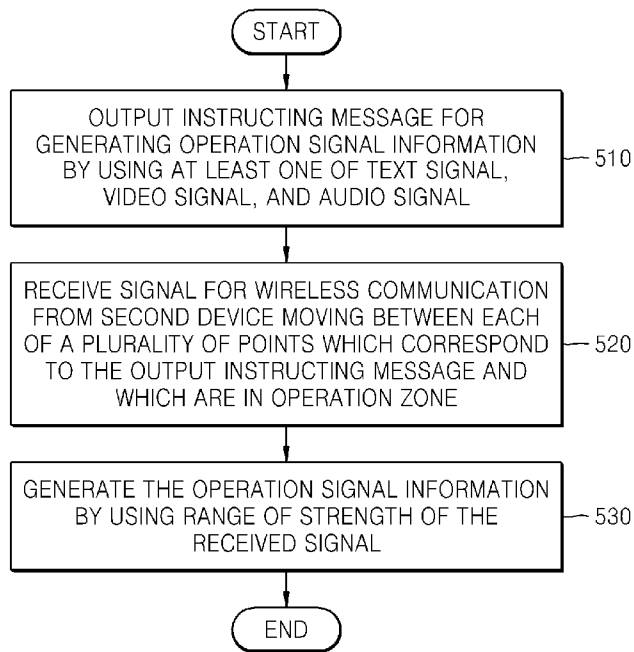 START
OUTPUT INSTRUCTING MESSAGE FOR
GENERATING OPERATION SIGNAL INFORMATION
BY USING AT LEAST ONE OF TEXT SIGNAL,
VIDEO SIGNAL, AND AUDIO SIGNAL
510
RECEIVE SIGNAL FOR WIRELESS COMMUNICATION
FROM SECOND DEVICE MOVING BETWEEN EACH
OF A PLURALITY OF POINTS WHICH CORRESPOND
TO THE OUTPUT INSTRUCTING MESSAGE AND
WHICH ARE IN OPERATION ZONE
520
GENERATE THE OPERATION SIGNAL INFORMATION
BY USING RANGE OF STRENGTH OF THE
RECEIVED SIGNAL
530
END